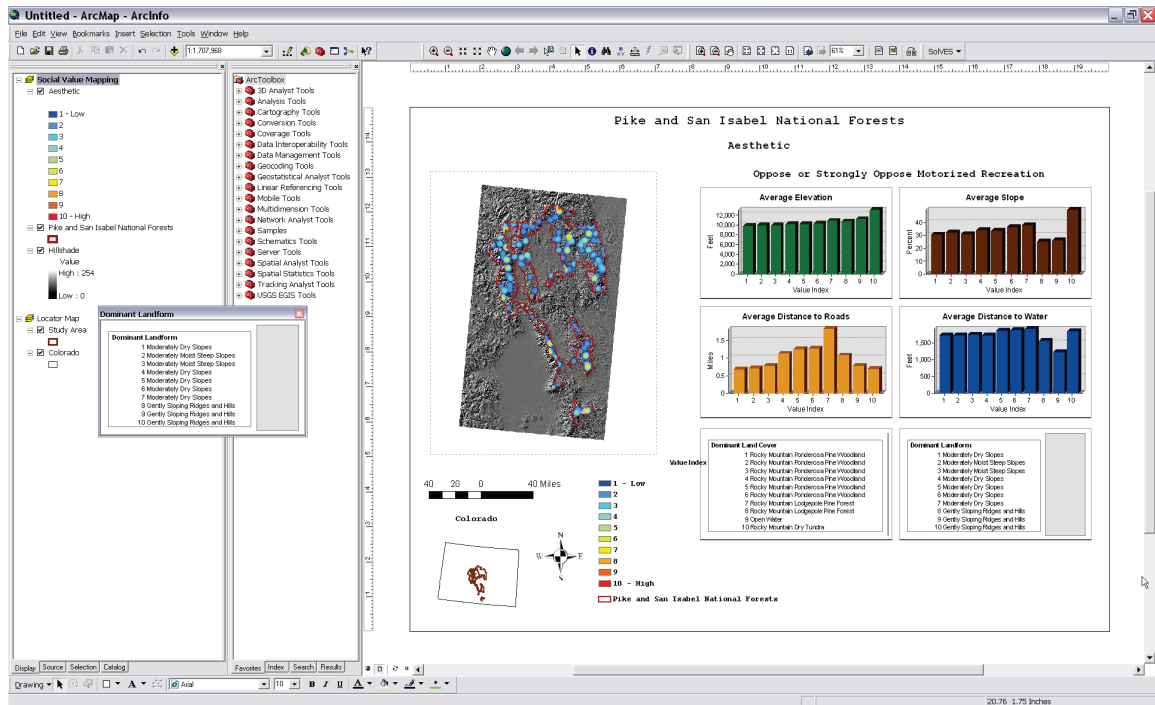 Untitled - ArcMap - ArcInfo
File Edit View Bookmarks Insert Selection Tools Window Help
1:1,707,968
61%
SolVES
Social Value Mapping
Aesthetic
1 - Low
2
3
4
5
6
7
8
9
10 - High
Pike and San Isabel National Forests
Hillshade
Value
High : 254
Low : 0
Locator Map
Study Area
Colorado
ArcToolbox
3D Analyst Tools
Analysis Tools
Cartography Tools
Conversion Tools
Coverage Tools
Data Interoperability Tools
Data Management Tools
Geocoding Tools
Geostatistical Analyst Tools
Linear Referencing Tools
Mobile Tools
Multidimension Tools
Network Analyst Tools
Samples
Schematics Tools
Server Tools
Spatial Analyst Tools
Spatial Statistics Tools
Tracking Analyst Tools
USGS EGIS Tools
Dominant Landform
Dominant Landform
1 Moderately Dry Slopes
2 Moderately Moist Steep Slopes
3 Moderately Moist Steep Slopes
4 Moderately Dry Slopes
5 Moderately Dry Slopes
6 Moderately Dry Slopes
7 Moderately Dry Slopes
8 Gently Sloping Ridges and Hills
9 Gently Sloping Ridges and Hills
10 Gently Sloping Ridges and Hills
Pike and San Isabel National Forests
Aesthetic
Oppose or Strongly Oppose Motorized Recreation
Average Elevation
Feet
12,000
10,000
8,000
6,000
4,000
2,000
0
1 2 3 4 5 6 7 8 9 10
Value Index
Average Slope
Percent
40
30
20
10
0
1 2 3 4 5 6 7 8 9 10
Value Index
Average Distance to Roads
Miles
1.5
1
0.5
0
1 2 3 4 5 6 7 8 9 10
Value Index
Average Distance to Water
Feet
1,500
1,000
500
0
1 2 3 4 5 6 7 8 9 10
Value Index
Value Index
Dominant Land Cover
1 Rocky Mountain Ponderosa Pine Woodland
2 Rocky Mountain Ponderosa Pine Woodland
3 Rocky Mountain Ponderosa Pine Woodland
4 Rocky Mountain Ponderosa Pine Woodland
5 Rocky Mountain Ponderosa Pine Woodland
6 Rocky Mountain Ponderosa Pine Woodland
7 Rocky Mountain Lodgepole Pine Forest
8 Rocky Mountain Lodgepole Pine Forest
9 Open Water
10 Rocky Mountain Dry Tundra
Dominant Landform
1 Moderately Dry Slopes
2 Moderately Moist Steep Slopes
3 Moderately Moist Steep Slopes
4 Moderately Dry Slopes
5 Moderately Dry Slopes
6 Moderately Dry Slopes
7 Moderately Dry Slopes
8 Gently Sloping Ridges and Hills
9 Gently Sloping Ridges and Hills
10 Gently Sloping Ridges and Hills
40 20 0 40 Miles
Colorado
N
W E
S
1 - Low
2
3
4
5
6
7
8
9
10 - High
Pike and San Isabel National Forests
Display Source Selection Catalog
Favorites Index Search Results
Drawing
Arial
10
B I U A
20.76 1.75 Inches